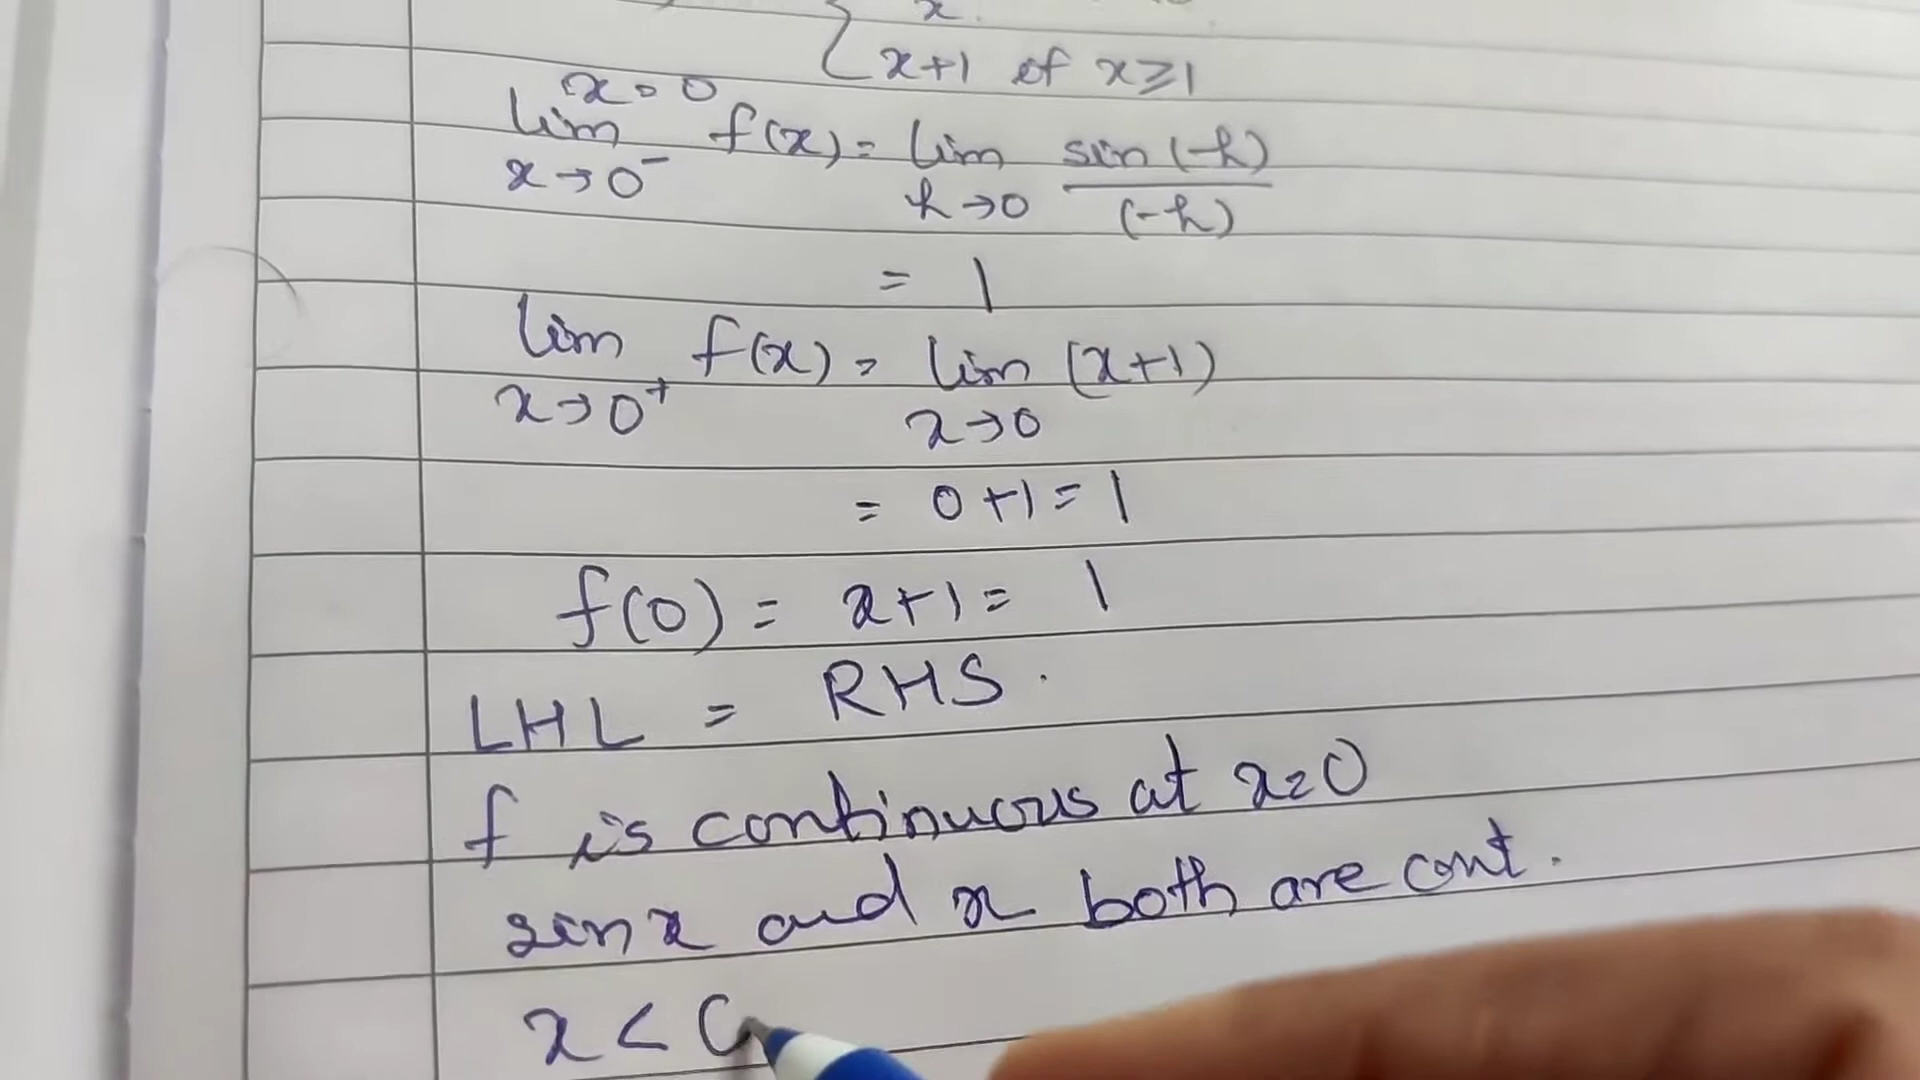 x.
x+1 if x≥1
x=0
lim f(x) = lim sin(-h)
x→0⁻ h→0 (-h)
= 1
lim f(x) = lim (x+1)
x→0⁺ x→0
= 0+1=1
f(0) = x+1= 1
LHL = RHS.
f is continuous at x=0
sinx and x both are cont.
x<0